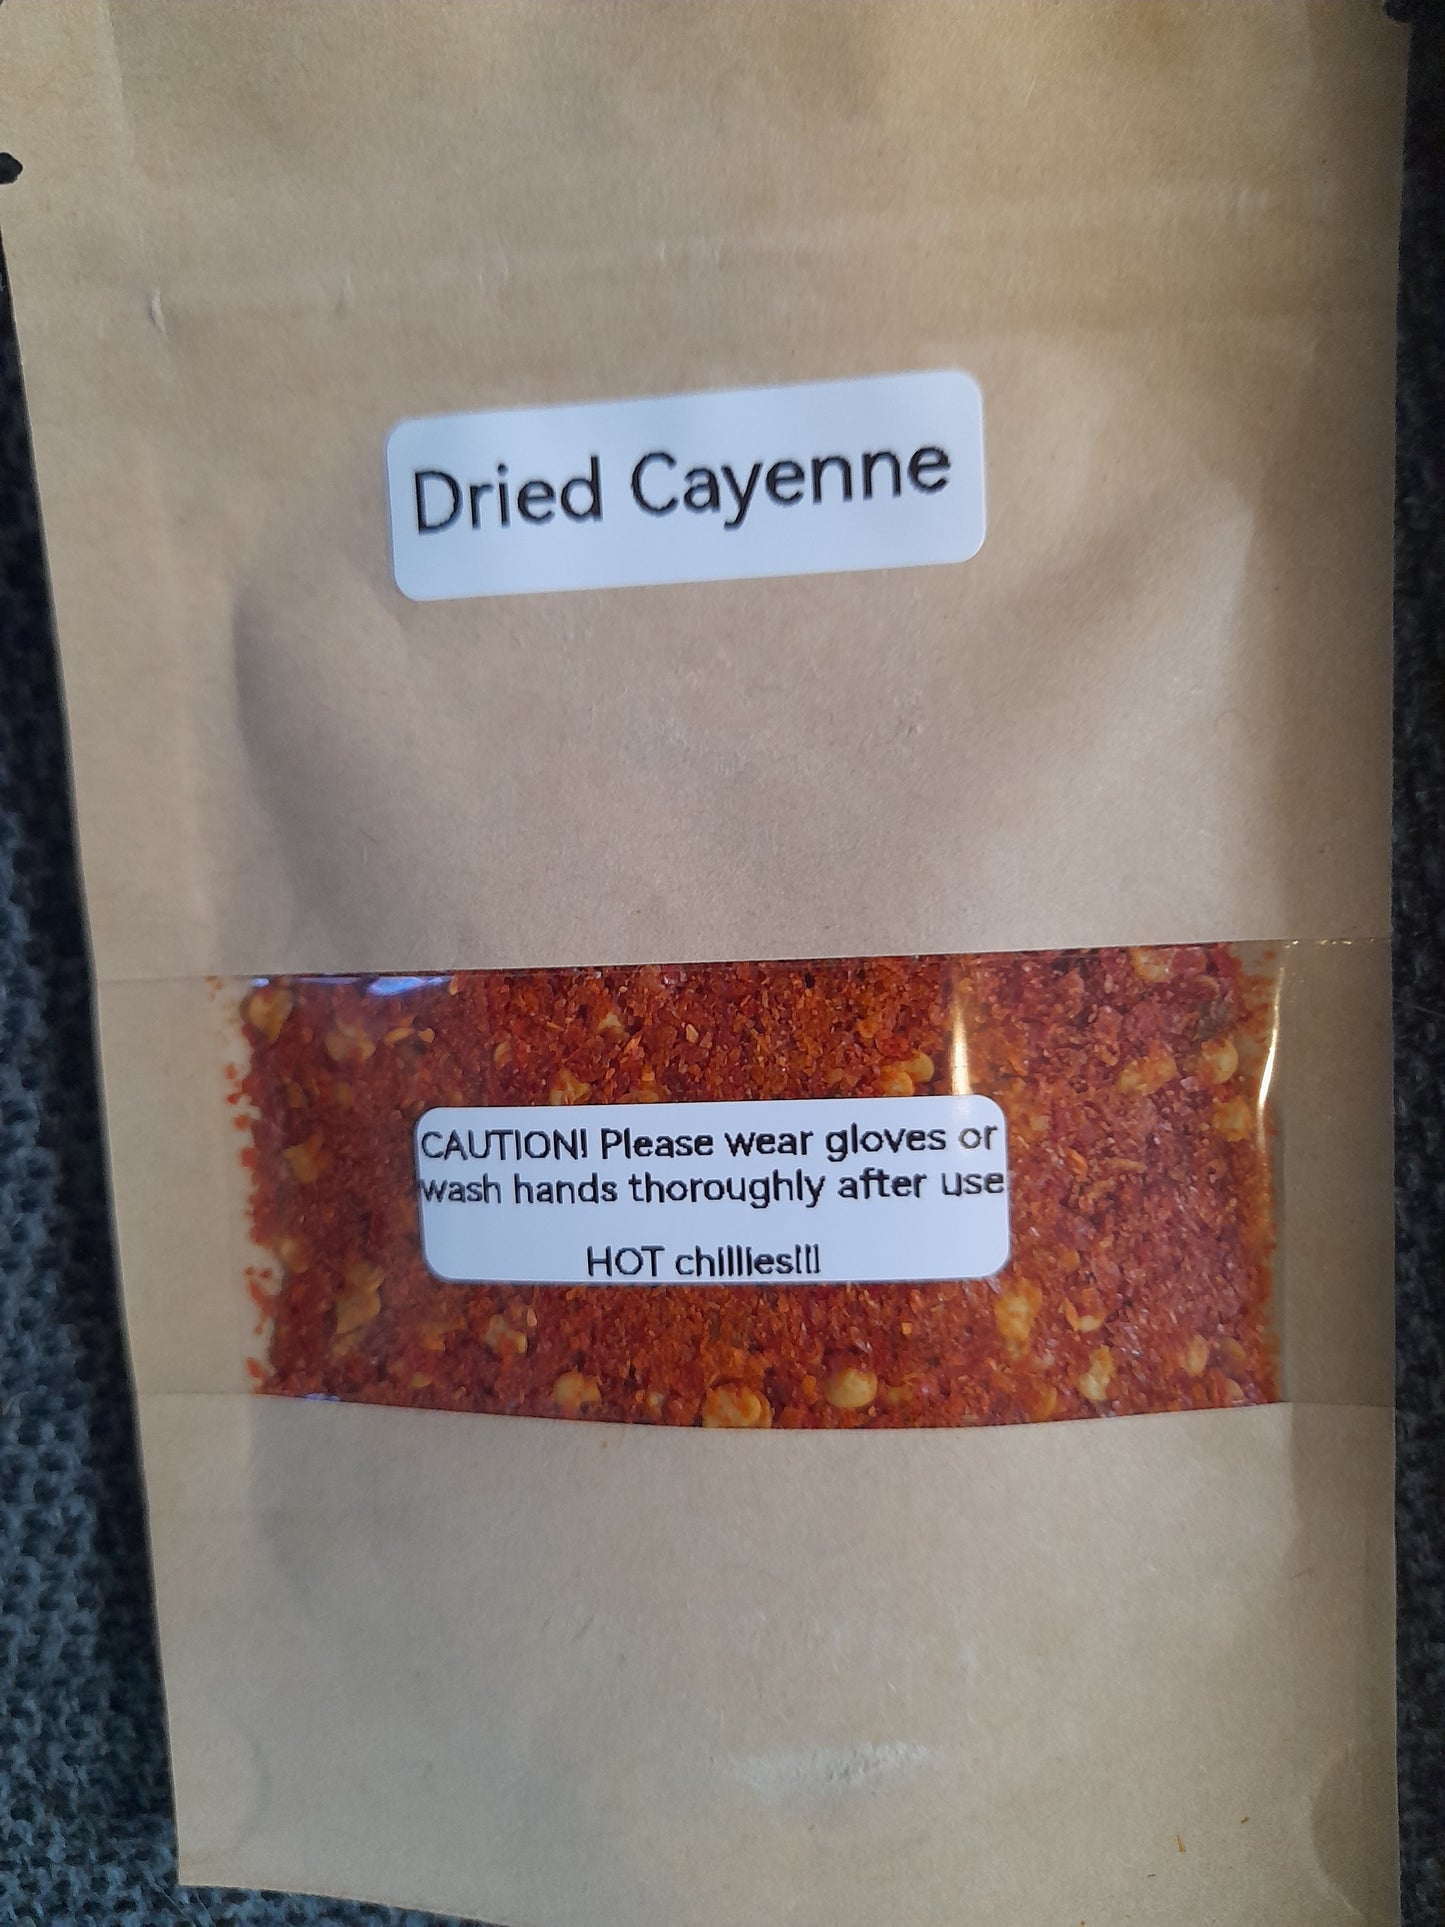 Dried Cayenne
CAUTION! Please wear gloves or
wash hands thoroughly after use
HOT chillies!!!